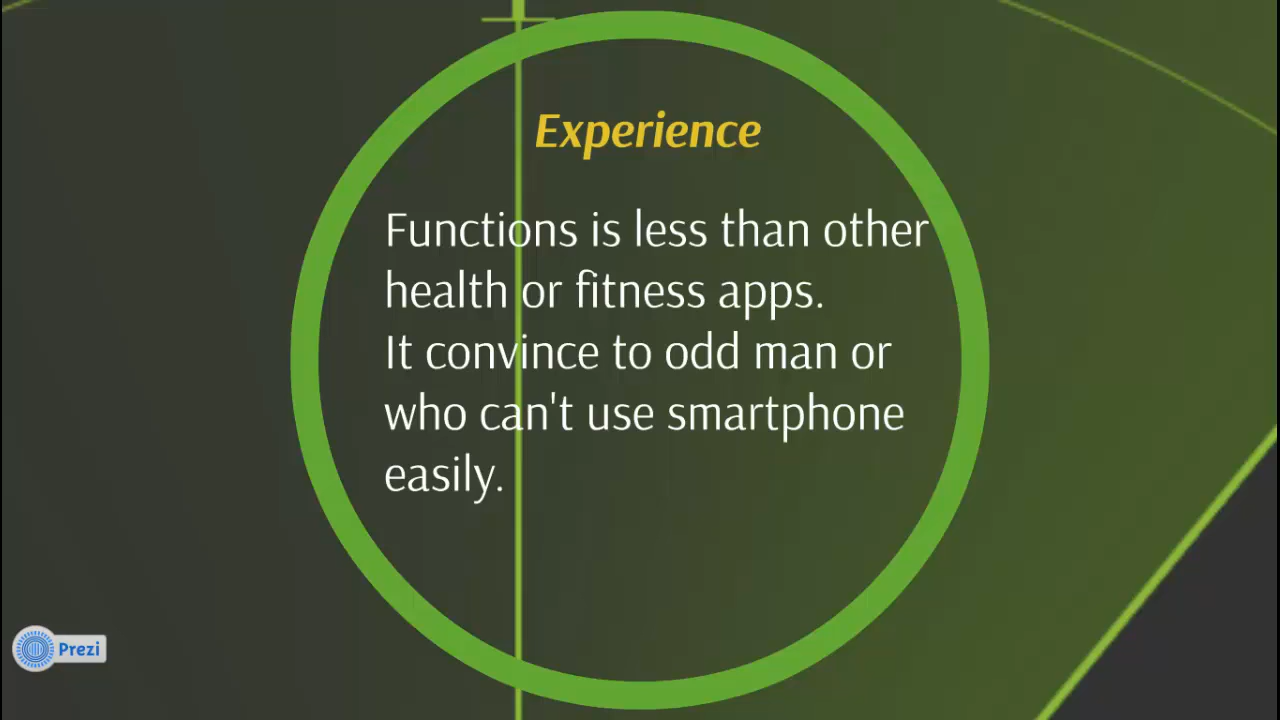 Experience
Functions is less than other
health or fitness apps.
It convince to odd man or
who can't use smartphone
easily.
Prezi